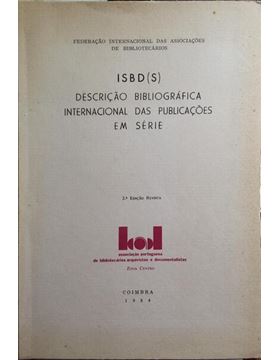 FEDERAÇÃO INTERNACIONAL DAS ASSOCIAÇÕES
DE BIBLIOTECÁRIOS
ISBD(S)
DESCRIÇÃO BIBLIOGRÁFICA
INTERNACIONAL DAS PUBLICAÇÕES
EM SÉRIE
2.ª Edição Revista
associação portuguesa
de bibliotecários arquivistas e documentalistas
Zona Centro
COIMBRA
1984